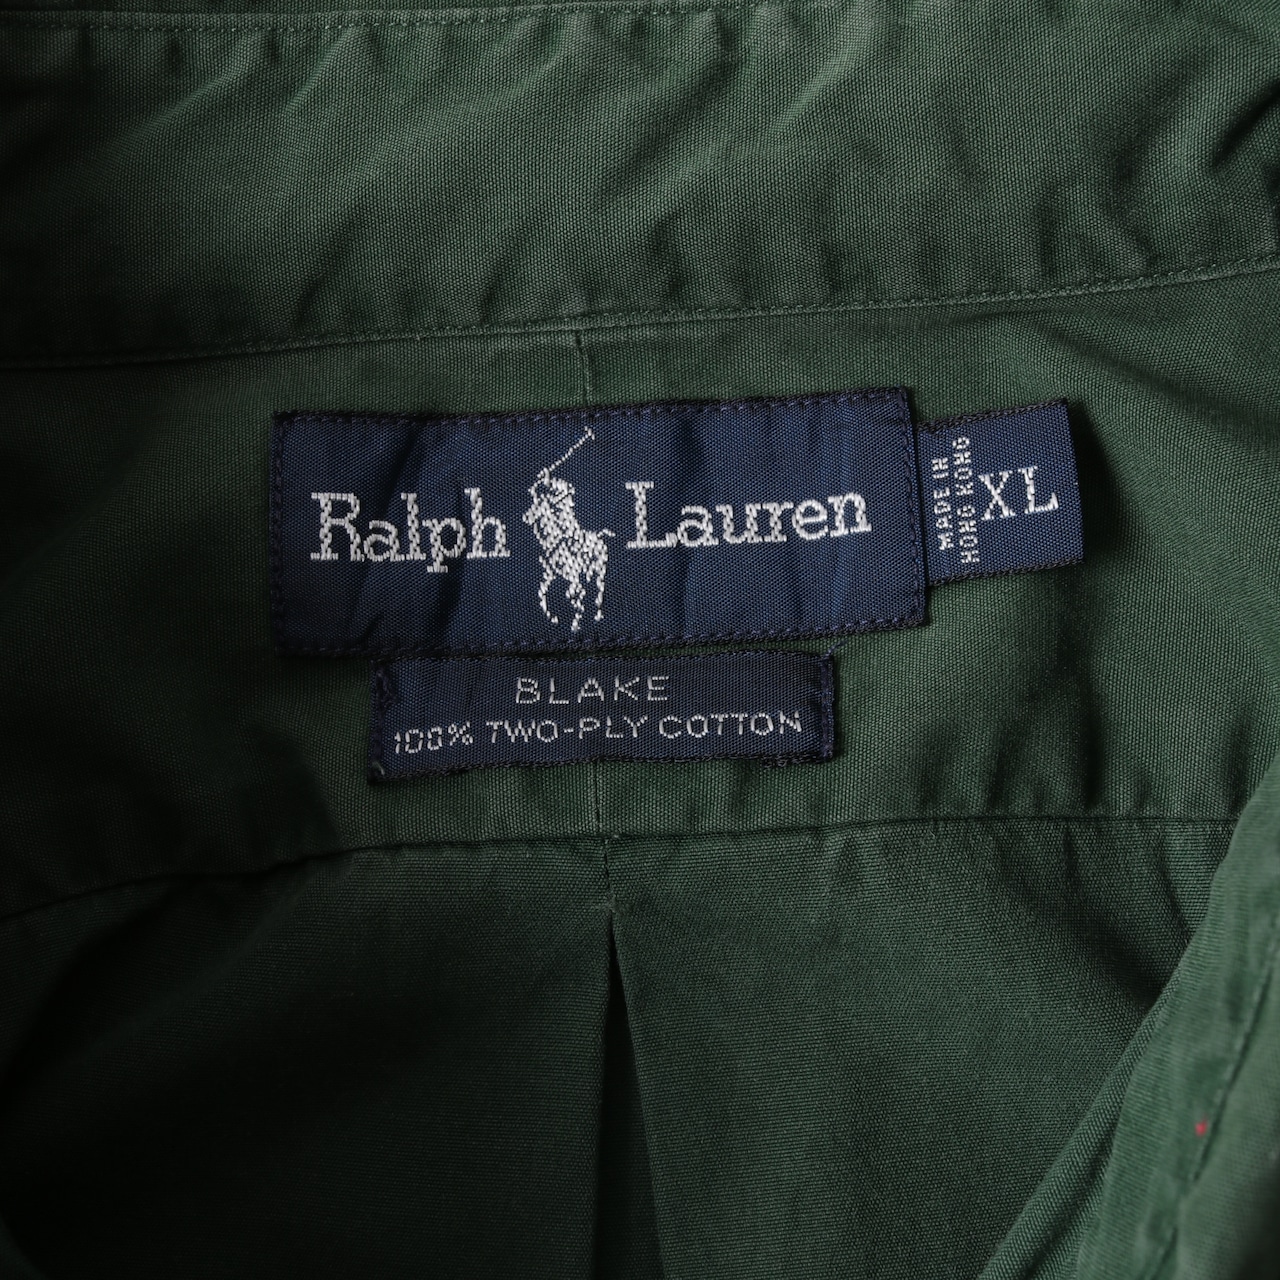 Ralph Lauren
MADE IN
HONG KONG
XL
BLAKE
100% TWO-PLY COTTON